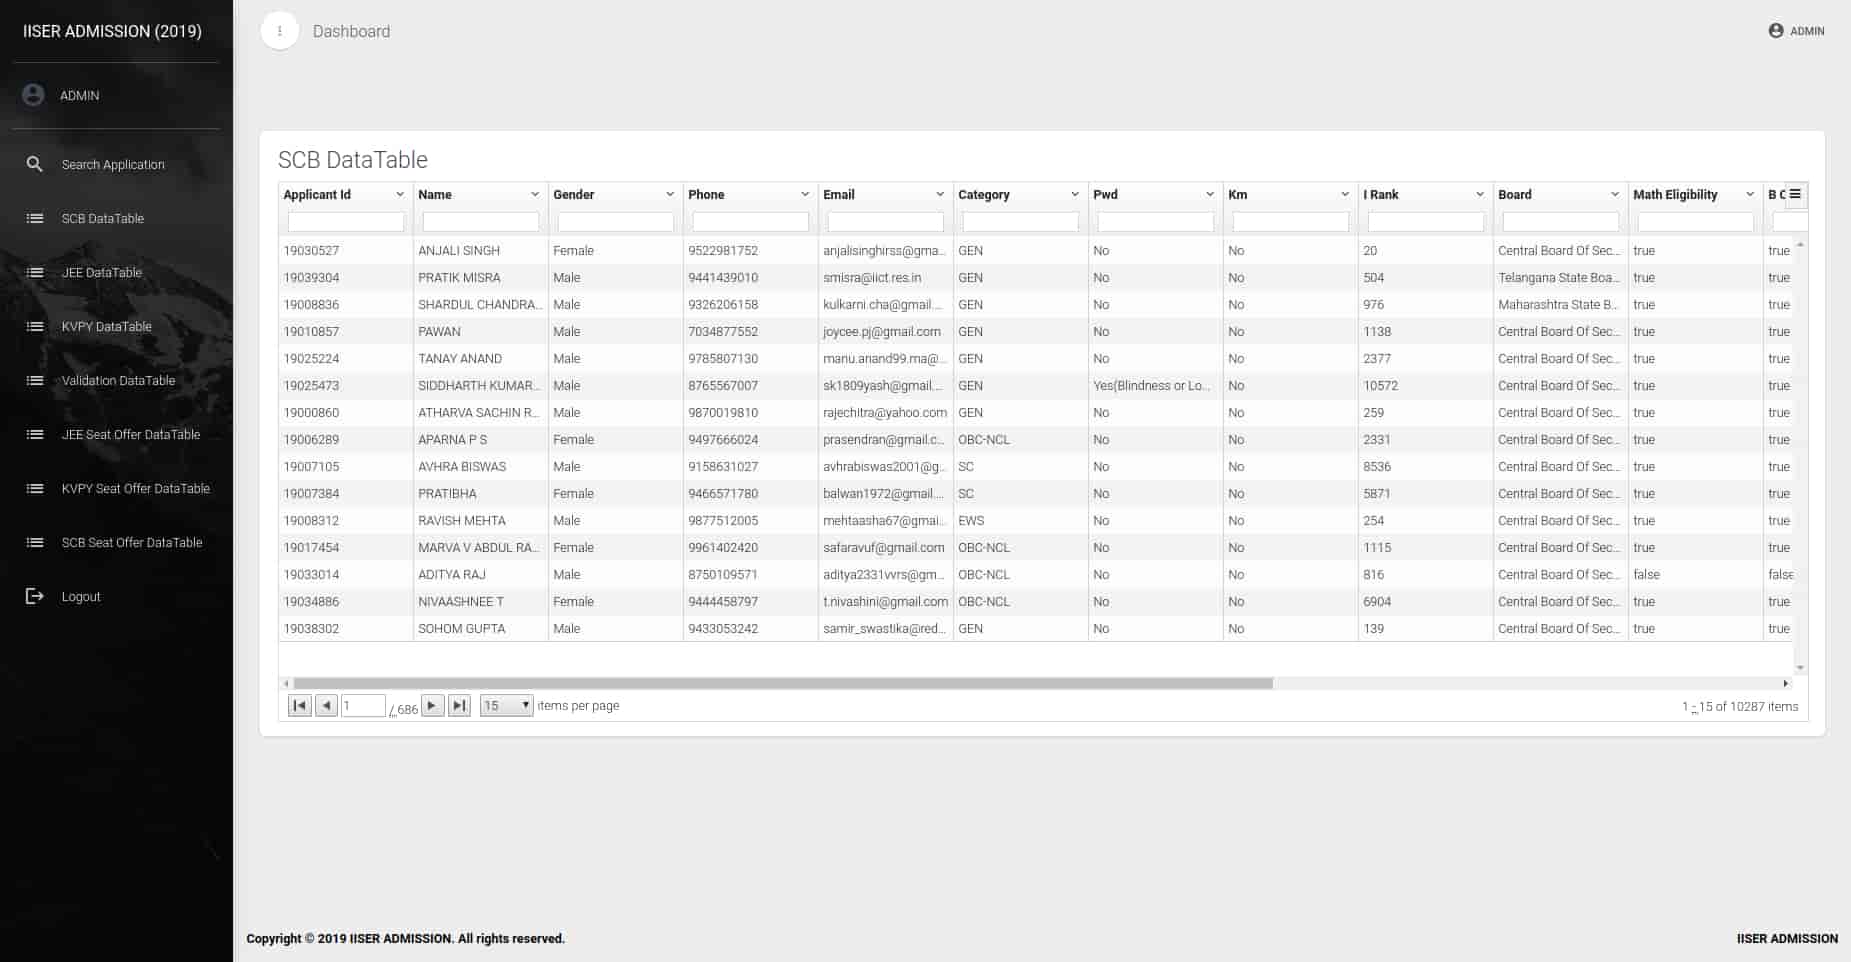 IISER ADMISSION (2019)
ADMIN
Search Application
SCB DataTable
JEE DataTable
KVPY DataTable
Validation DataTable
JEE Seat Offer DataTable
KVPY Seat Offer DataTable
SCB Seat Offer DataTable
Logout
Dashboard
ADMIN
SCB DataTable
Applicant Id Name Gender Phone Email Category Pwd Km I Rank Board Math Eligibility B C
19030527 ANJALI SINGH Female 9522981752 anjalisinghirss@gma... GEN No No 20 Central Board Of Sec... true true
19039304 PRATIK MISRA Male 9441439010 smisra@iict.res.in GEN No No 504 Telangana State Boa... true true
19008836 SHARDUL CHANDRA... Male 9326206158 kulkarni.cha@gmail.... GEN No No 976 Maharashtra State B... true true
19010857 PAWAN Male 7034877552 joycee.pj@gmail.com GEN No No 1138 Central Board Of Sec... true true
19025224 TANAY ANAND Male 9785807130 manu.anand99.ma@... GEN No No 2377 Central Board Of Sec... true true
19025473 SIDDHARTH KUMAR... Male 8765567007 sk1809yash@gmail.... GEN Yes(Blindness or Lo... No 10572 Central Board Of Sec... true true
19000860 ATHARVA SACHIN R... Male 9870019810 rajechitra@yahoo.com GEN No No 259 Central Board Of Sec... true true
19006289 APARNA P S Female 9497666024 prasendran@gmail.c... OBC-NCL No No 2331 Central Board Of Sec... true true
19007105 AVHRA BISWAS Male 9158631027 avhrabiswas2001@g... SC No No 8536 Central Board Of Sec... true true
19007384 PRATIBHA Female 9466571780 balwan1972@gmail.... SC No No 5871 Central Board Of Sec... true true
19008312 RAVISH MEHTA Male 9877512005 mehtaasha67@gmai... EWS No No 254 Central Board Of Sec... true true
19017454 MARVA V ABDUL RA... Female 9961402420 safaravuf@gmail.com OBC-NCL No No 1115 Central Board Of Sec... true true
19033014 ADITYA RAJ Male 8750109571 aditya2331vvrs@gm... OBC-NCL No No 816 Central Board Of Sec... false false
19034886 NIVAASHNEE T Female 9444458797 t.nivashini@gmail.com OBC-NCL No No 6904 Central Board Of Sec... true true
19038302 SOHOM GUPTA Male 9433053242 samir_swastika@red... GEN No No 139 Central Board Of Sec... true true
1 / 686 15 items per page 1 - 15 of 10287 items
Copyright © 2019 IISER ADMISSION. All rights reserved. IISER ADMISSION